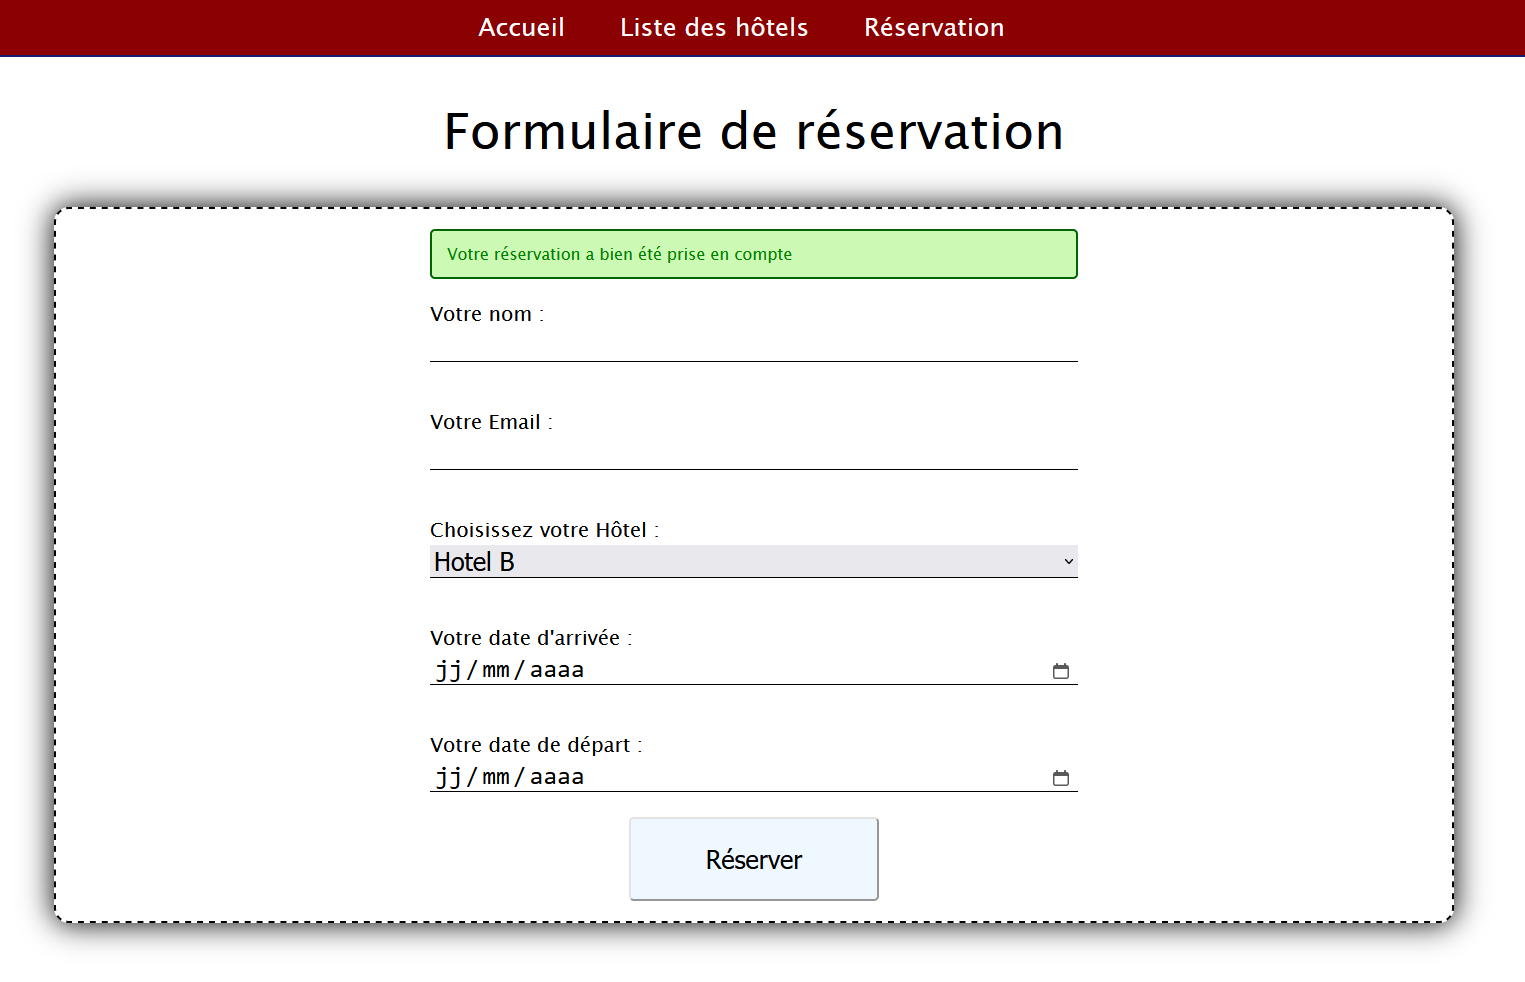 Accueil Liste des hôtels Réservation
Formulaire de réservation
Votre réservation a bien été prise en compte
Votre nom :
Votre Email :
Choisissez votre Hôtel :
Hotel B
Votre date d'arrivée :
jj/mm/aaaa
Votre date de départ :
jj/mm/aaaa
Réserver